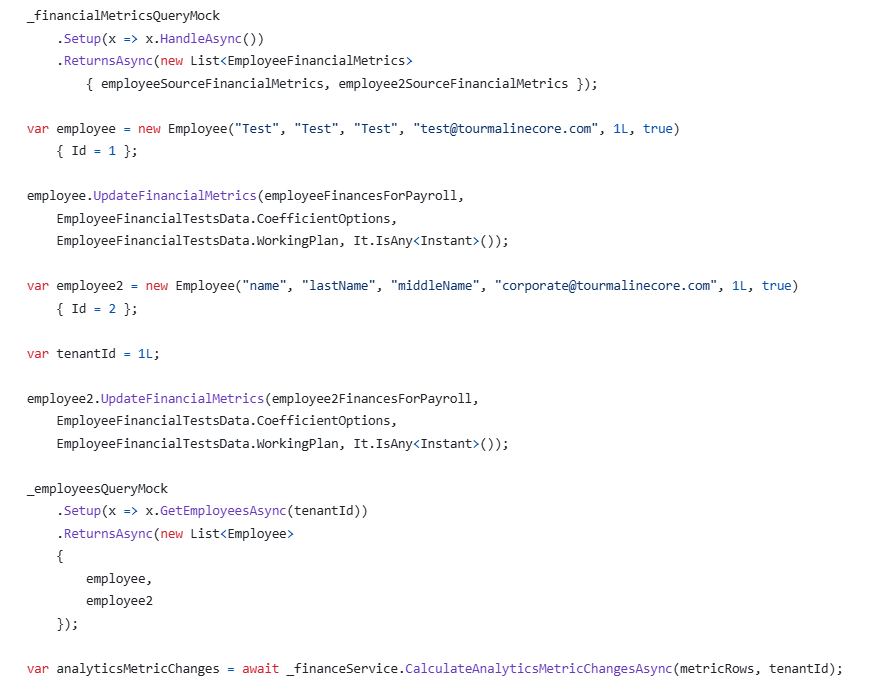 _financialMetricsQueryMock
    .Setup(x => x.HandleAsync())
    .ReturnsAsync(new List<EmployeeFinancialMetrics>
        { employeeSourceFinancialMetrics, employee2SourceFinancialMetrics });

var employee = new Employee("Test", "Test", "Test", "test@tourmalinecore.com", 1L, true)
    { Id = 1 };

employee.UpdateFinancialMetrics(employeeFinancesForPayroll,
    EmployeeFinancialTestsData.CoefficientOptions,
    EmployeeFinancialTestsData.WorkingPlan, It.IsAny<Instant>());

var employee2 = new Employee("name", "lastName", "middleName", "corporate@tourmalinecore.com", 1L, true)
    { Id = 2 };

var tenantId = 1L;

employee2.UpdateFinancialMetrics(employee2FinancesForPayroll,
    EmployeeFinancialTestsData.CoefficientOptions,
    EmployeeFinancialTestsData.WorkingPlan, It.IsAny<Instant>());

_employeesQueryMock
    .Setup(x => x.GetEmployeesAsync(tenantId))
    .ReturnsAsync(new List<Employee>
    {
        employee,
        employee2
    });

var analyticsMetricChanges = await _financeService.CalculateAnalyticsMetricChangesAsync(metricRows, tenantId);